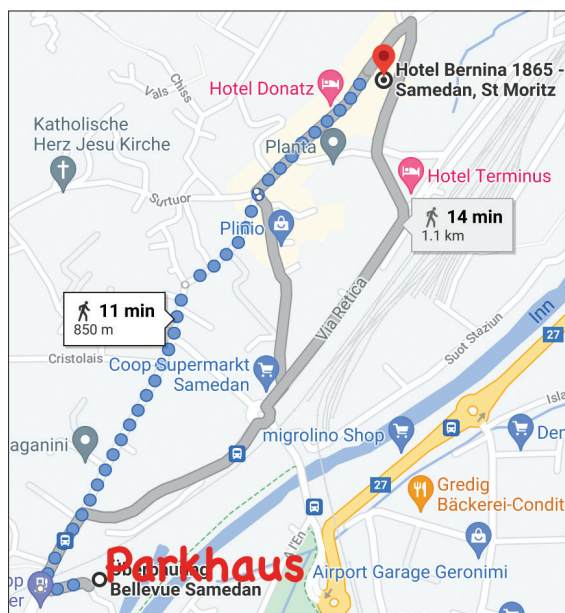 Vals
Chiss
Hotel Donatz
Hotel Bernina 1865 -
Samedan, St Moritz
Katholische
Herz Jesu Kirche
Planta
Hotel Terminus
Surtuor
Plinio
14 min
1.1 km
11 min
850 m
Via Retica
Inn
27
Cristolais
Coop Supermarkt
Samedan
Suot Staziun
Isla
aganini
migrolino Shop
Den
27
Gredig
Bäckerei-Condit
A l'En
Parkhaus
Bellevue Samedan
Airport Garage Geronimi